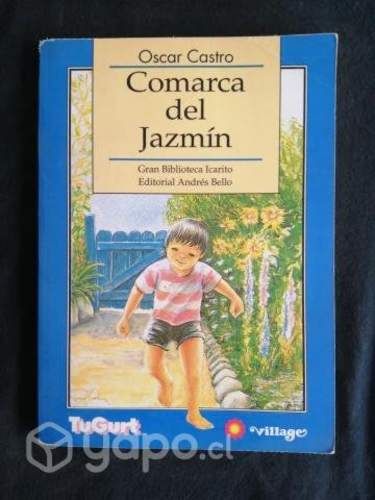 Oscar Castro
Comarca
del
Jazmín
Gran Biblioteca Icarito
Editorial Andrés Bello
TuGurt
village
yapo.cl